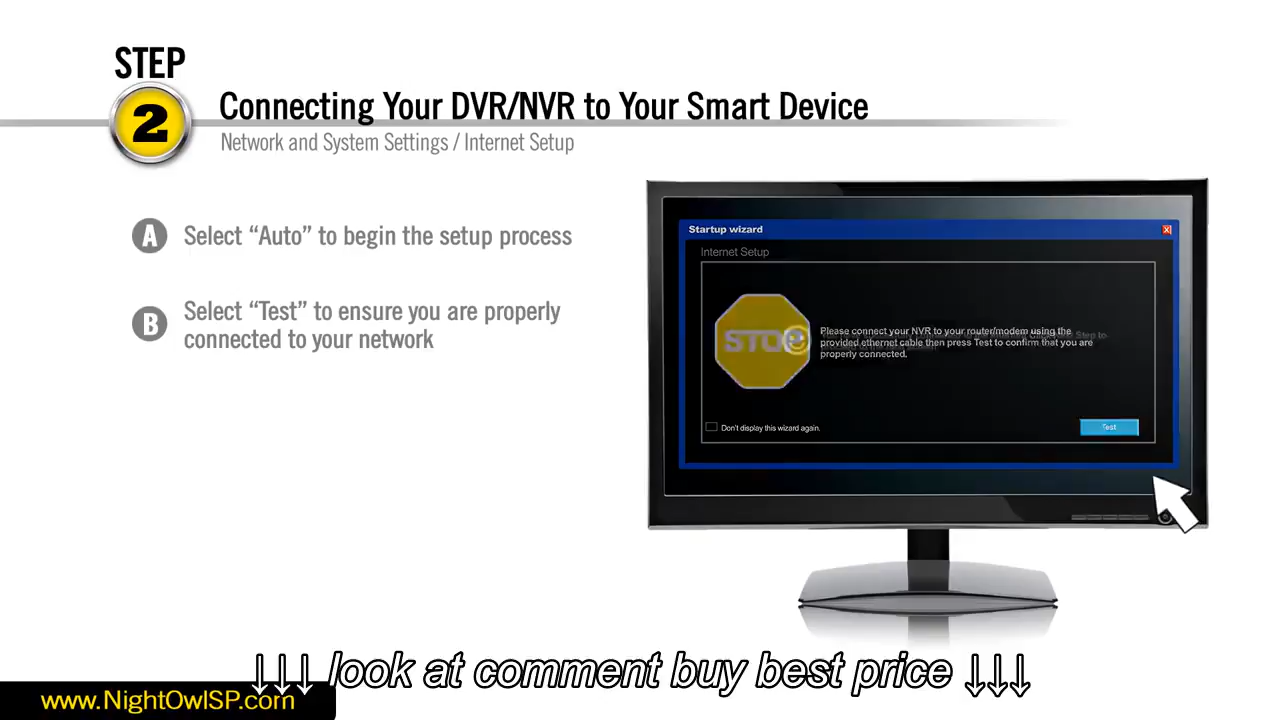 STEP
2
Connecting Your DVR/NVR to Your Smart Device
Network and System Settings / Internet Setup
A Select “Auto” to begin the setup process
B Select “Test” to ensure you are properly
connected to your network
Startup wizard
Internet Setup
STOP
Please connect your NVR to your router/modem using the
provided ethernet cable then press Test to confirm that you are
properly connected.
Don't display this wizard again.
Test
↓↓↓ look at comment buy best price ↓↓↓
www.NightOwlSP.com